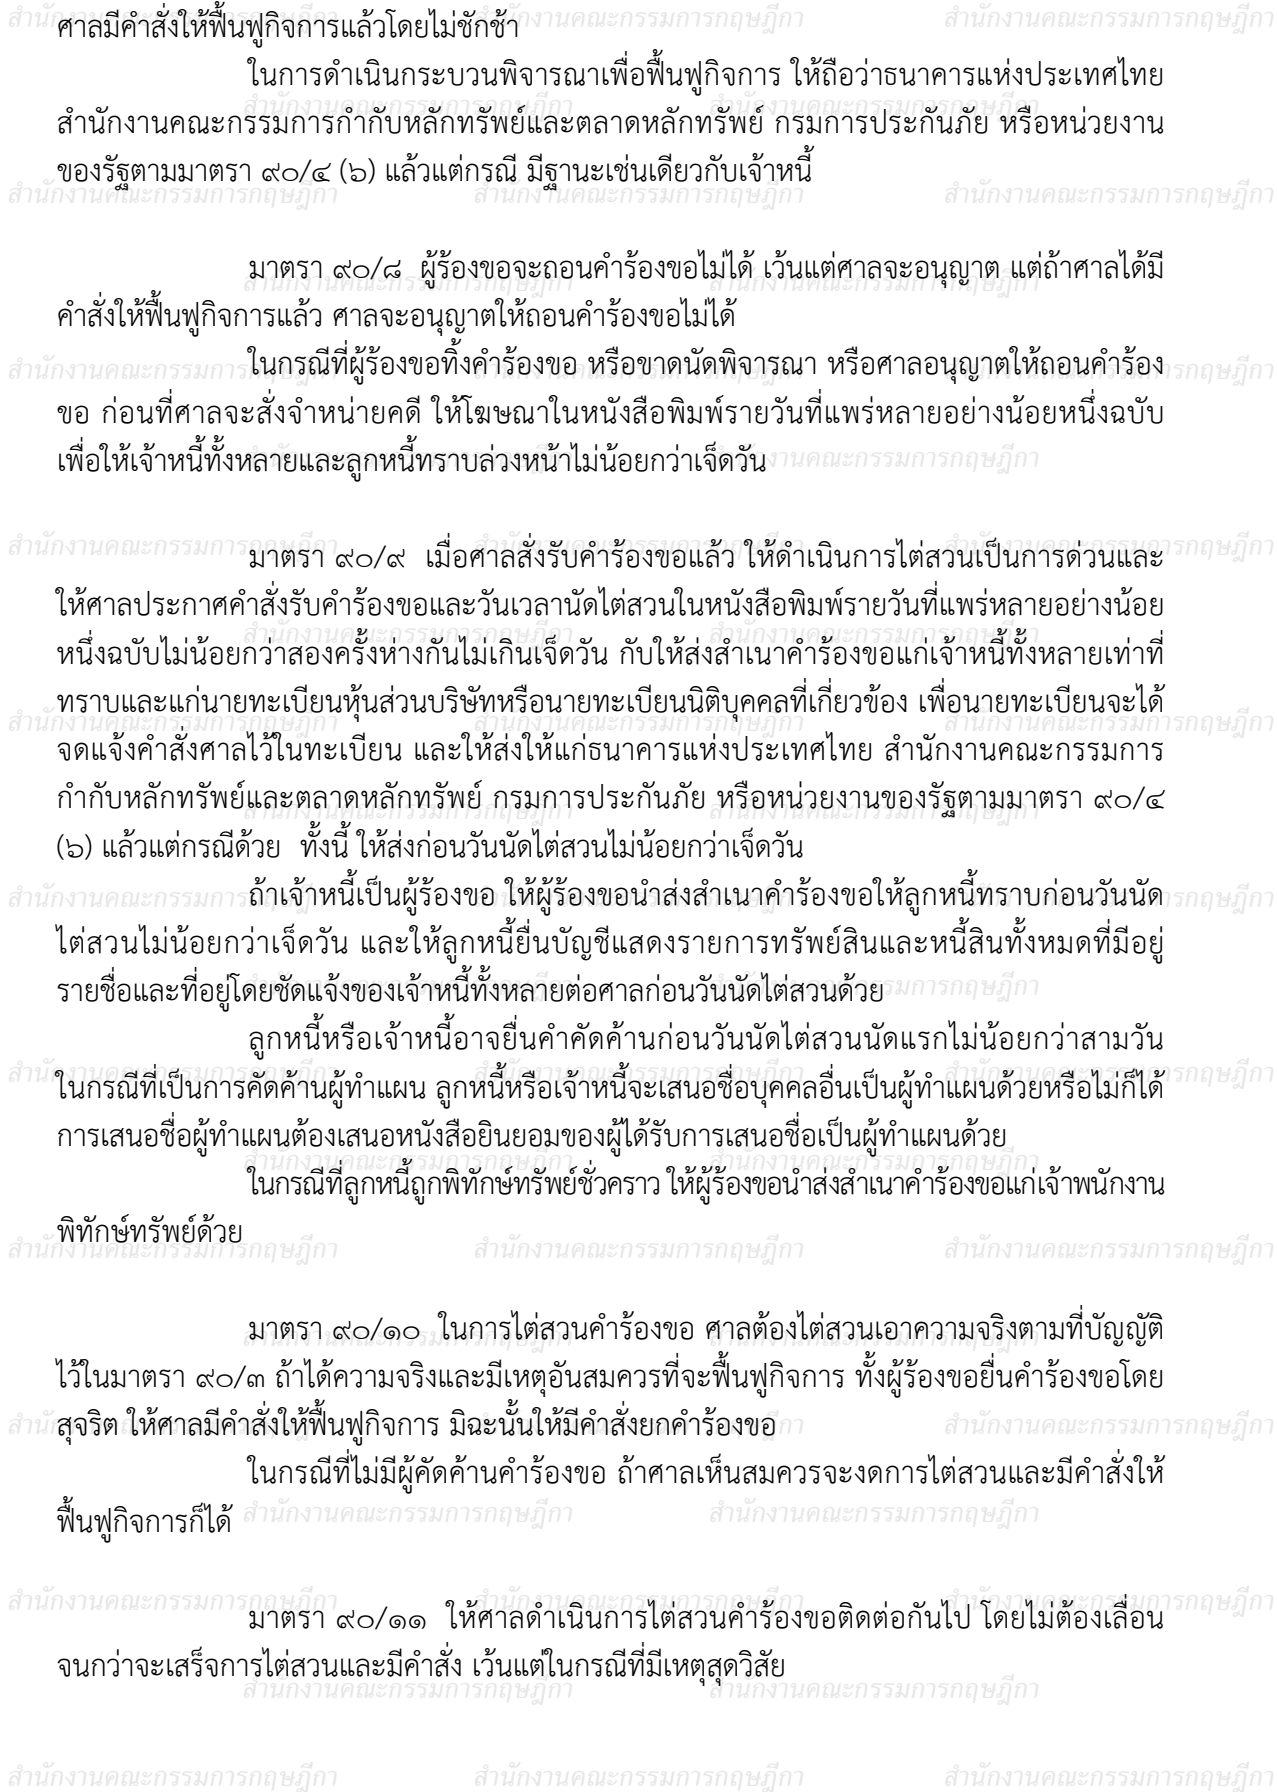 ศาลมีคำสั่งให้ฟื้นฟูกิจการแล้วโดยไม่ชักช้า
ในการดำเนินกระบวนพิจารณาเพื่อฟื้นฟูกิจการ ให้ถือว่าธนาคารแห่งประเทศไทย
สำนักงานคณะกรรมการกำกับหลักทรัพย์และตลาดหลักทรัพย์ กรมการประกันภัย หรือหน่วยงาน
ของรัฐตามมาตรา ๙๐/๔ (๖) แล้วแต่กรณี มีฐานะเช่นเดียวกับเจ้าหนี้
มาตรา ๙๐/๘ ผู้ร้องขอจะถอนคำร้องขอไม่ได้ เว้นแต่ศาลจะอนุญาต แต่ถ้าศาลได้มี
คำสั่งให้ฟื้นฟูกิจการแล้ว ศาลจะอนุญาตให้ถอนคำร้องขอไม่ได้
ในกรณีที่ผู้ร้องขอทิ้งคำร้องขอ หรือขาดนัดพิจารณา หรือศาลอนุญาตให้ถอนคำร้อง
ขอ ก่อนที่ศาลจะสั่งจำหน่ายคดี ให้โฆษณาในหนังสือพิมพ์รายวันที่แพร่หลายอย่างน้อยหนึ่งฉบับ
เพื่อให้เจ้าหนี้ทั้งหลายและลูกหนี้ทราบล่วงหน้าไม่น้อยกว่าเจ็ดวัน
มาตรา ๙๐/๙ เมื่อศาลสั่งรับคำร้องขอแล้ว ให้ดำเนินการไต่สวนเป็นการด่วนและ
ให้ศาลประกาศคำสั่งรับคำร้องขอและวันเวลานัดไต่สวนในหนังสือพิมพ์รายวันที่แพร่หลายอย่างน้อย
หนึ่งฉบับไม่น้อยกว่าสองครั้งห่างกันไม่เกินเจ็ดวัน กับให้ส่งสำเนาคำร้องขอแก่เจ้าหนี้ทั้งหลายเท่าที่
ทราบและแก่นายทะเบียนหุ้นส่วนบริษัทหรือนายทะเบียนนิติบุคคลที่เกี่ยวข้อง เพื่อนายทะเบียนจะได้
จดแจ้งคำสั่งศาลไว้ในทะเบียน และให้ส่งให้แก่ธนาคารแห่งประเทศไทย สำนักงานคณะกรรมการ
กำกับหลักทรัพย์และตลาดหลักทรัพย์ กรมการประกันภัย หรือหน่วยงานของรัฐตามมาตรา ๙๐/๔
(๖) แล้วแต่กรณีด้วย ทั้งนี้ ให้ส่งก่อนวันนัดไต่สวนไม่น้อยกว่าเจ็ดวัน
ถ้าเจ้าหนี้เป็นผู้ร้องขอ ให้ผู้ร้องขอนำส่งสำเนาคำร้องขอให้ลูกหนี้ทราบก่อนวันนัด
ไต่สวนไม่น้อยกว่าเจ็ดวัน และให้ลูกหนี้ยื่นบัญชีแสดงรายการทรัพย์สินและหนี้สินทั้งหมดที่มีอยู่
รายชื่อและที่อยู่โดยชัดแจ้งของเจ้าหนี้ทั้งหลายต่อศาลก่อนวันนัดไต่สวนด้วย
ลูกหนี้หรือเจ้าหนี้อาจยื่นคำคัดค้านก่อนวันนัดไต่สวนนัดแรกไม่น้อยกว่าสามวัน
ในกรณีที่เป็นการคัดค้านผู้ทำแผน ลูกหนี้หรือเจ้าหนี้จะเสนอชื่อบุคคลอื่นเป็นผู้ทำแผนด้วยหรือไม่ก็ได้
การเสนอชื่อผู้ทำแผนต้องเสนอหนังสือยินยอมของผู้ได้รับการเสนอชื่อเป็นผู้ทำแผนด้วย
ในกรณีที่ลูกหนี้ถูกพิทักษ์ทรัพย์ชั่วคราว ให้ผู้ร้องขอนำส่งสำเนาคำร้องขอแก่เจ้าพนักงาน
พิทักษ์ทรัพย์ด้วย
มาตรา ๙๐/๑๐ ในการไต่สวนคำร้องขอ ศาลต้องไต่สวนเอาความจริงตามที่บัญญัติ
ไว้ในมาตรา ๙๐/๓ ถ้าได้ความจริงและมีเหตุอันสมควรที่จะฟื้นฟูกิจการ ทั้งผู้ร้องขอยื่นคำร้องขอโดย
สุจริต ให้ศาลมีคำสั่งให้ฟื้นฟูกิจการ มิฉะนั้นให้มีคำสั่งยกคำร้องขอ
ในกรณีที่ไม่มีผู้คัดค้านคำร้องขอ ถ้าศาลเห็นสมควรจะงดการไต่สวนและมีคำสั่งให้
ฟื้นฟูกิจการก็ได้
มาตรา ๙๐/๑๑ ให้ศาลดำเนินการไต่สวนคำร้องขอติดต่อกันไป โดยไม่ต้องเลื่อน
จนกว่าจะเสร็จการไต่สวนและมีคำสั่ง เว้นแต่ในกรณีที่มีเหตุสุดวิสัย
สำนักงานคณะกรรมการกฤษฎีกา สำนักงานคณะกรรมการกฤษฎีกา สำนักงานคณะกรรมการกฤษฎีกา